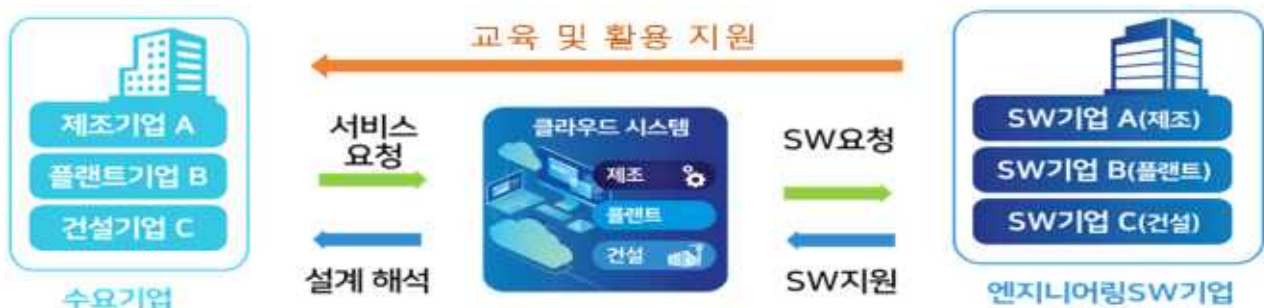 교육 및 활용 지원
제조기업 A
플랜트기업 B
건설기업 C
수요기업
서비스
요청
설계 해석
클라우드 시스템
제조
플랜트
건설
SW요청
SW지원
SW기업 A(제조)
SW기업 B(플랜트)
SW기업 C(건설)
엔지니어링SW기업